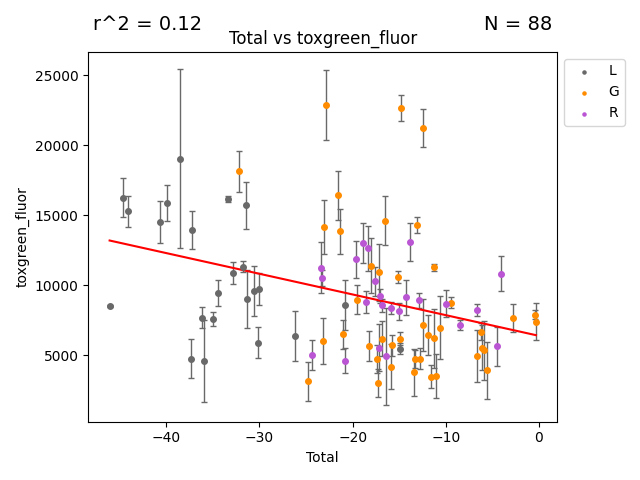 r^2 = 0.12 N = 88
Total vs toxgreen_fluor
L
G
R
25000
20000
15000
10000
5000
toxgreen_fluor
−40 −30 −20 −10 0
Total